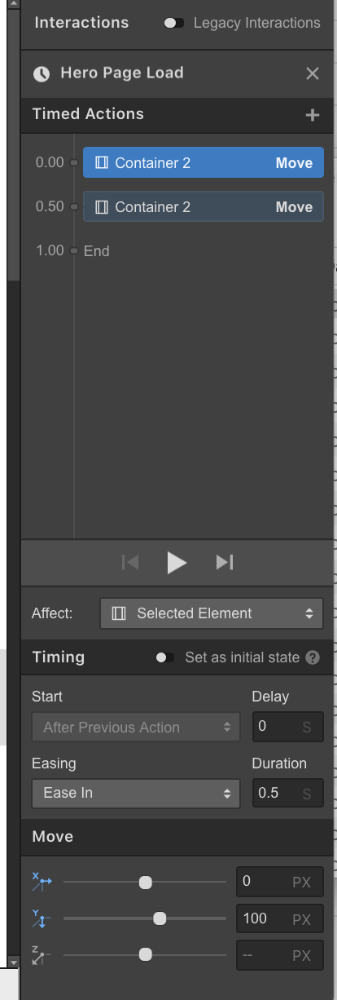 Interactions Legacy Interactions
Hero Page Load
Timed Actions
0.00 Container 2 Move
0.50 Container 2 Move
1.00 End
Affect: Selected Element
Timing Set as initial state ?
Start Delay
After Previous Action 0 S
Easing Duration
Ease In 0.5 S
Move
X 0 PX
Y 100 PX
Z -- PX